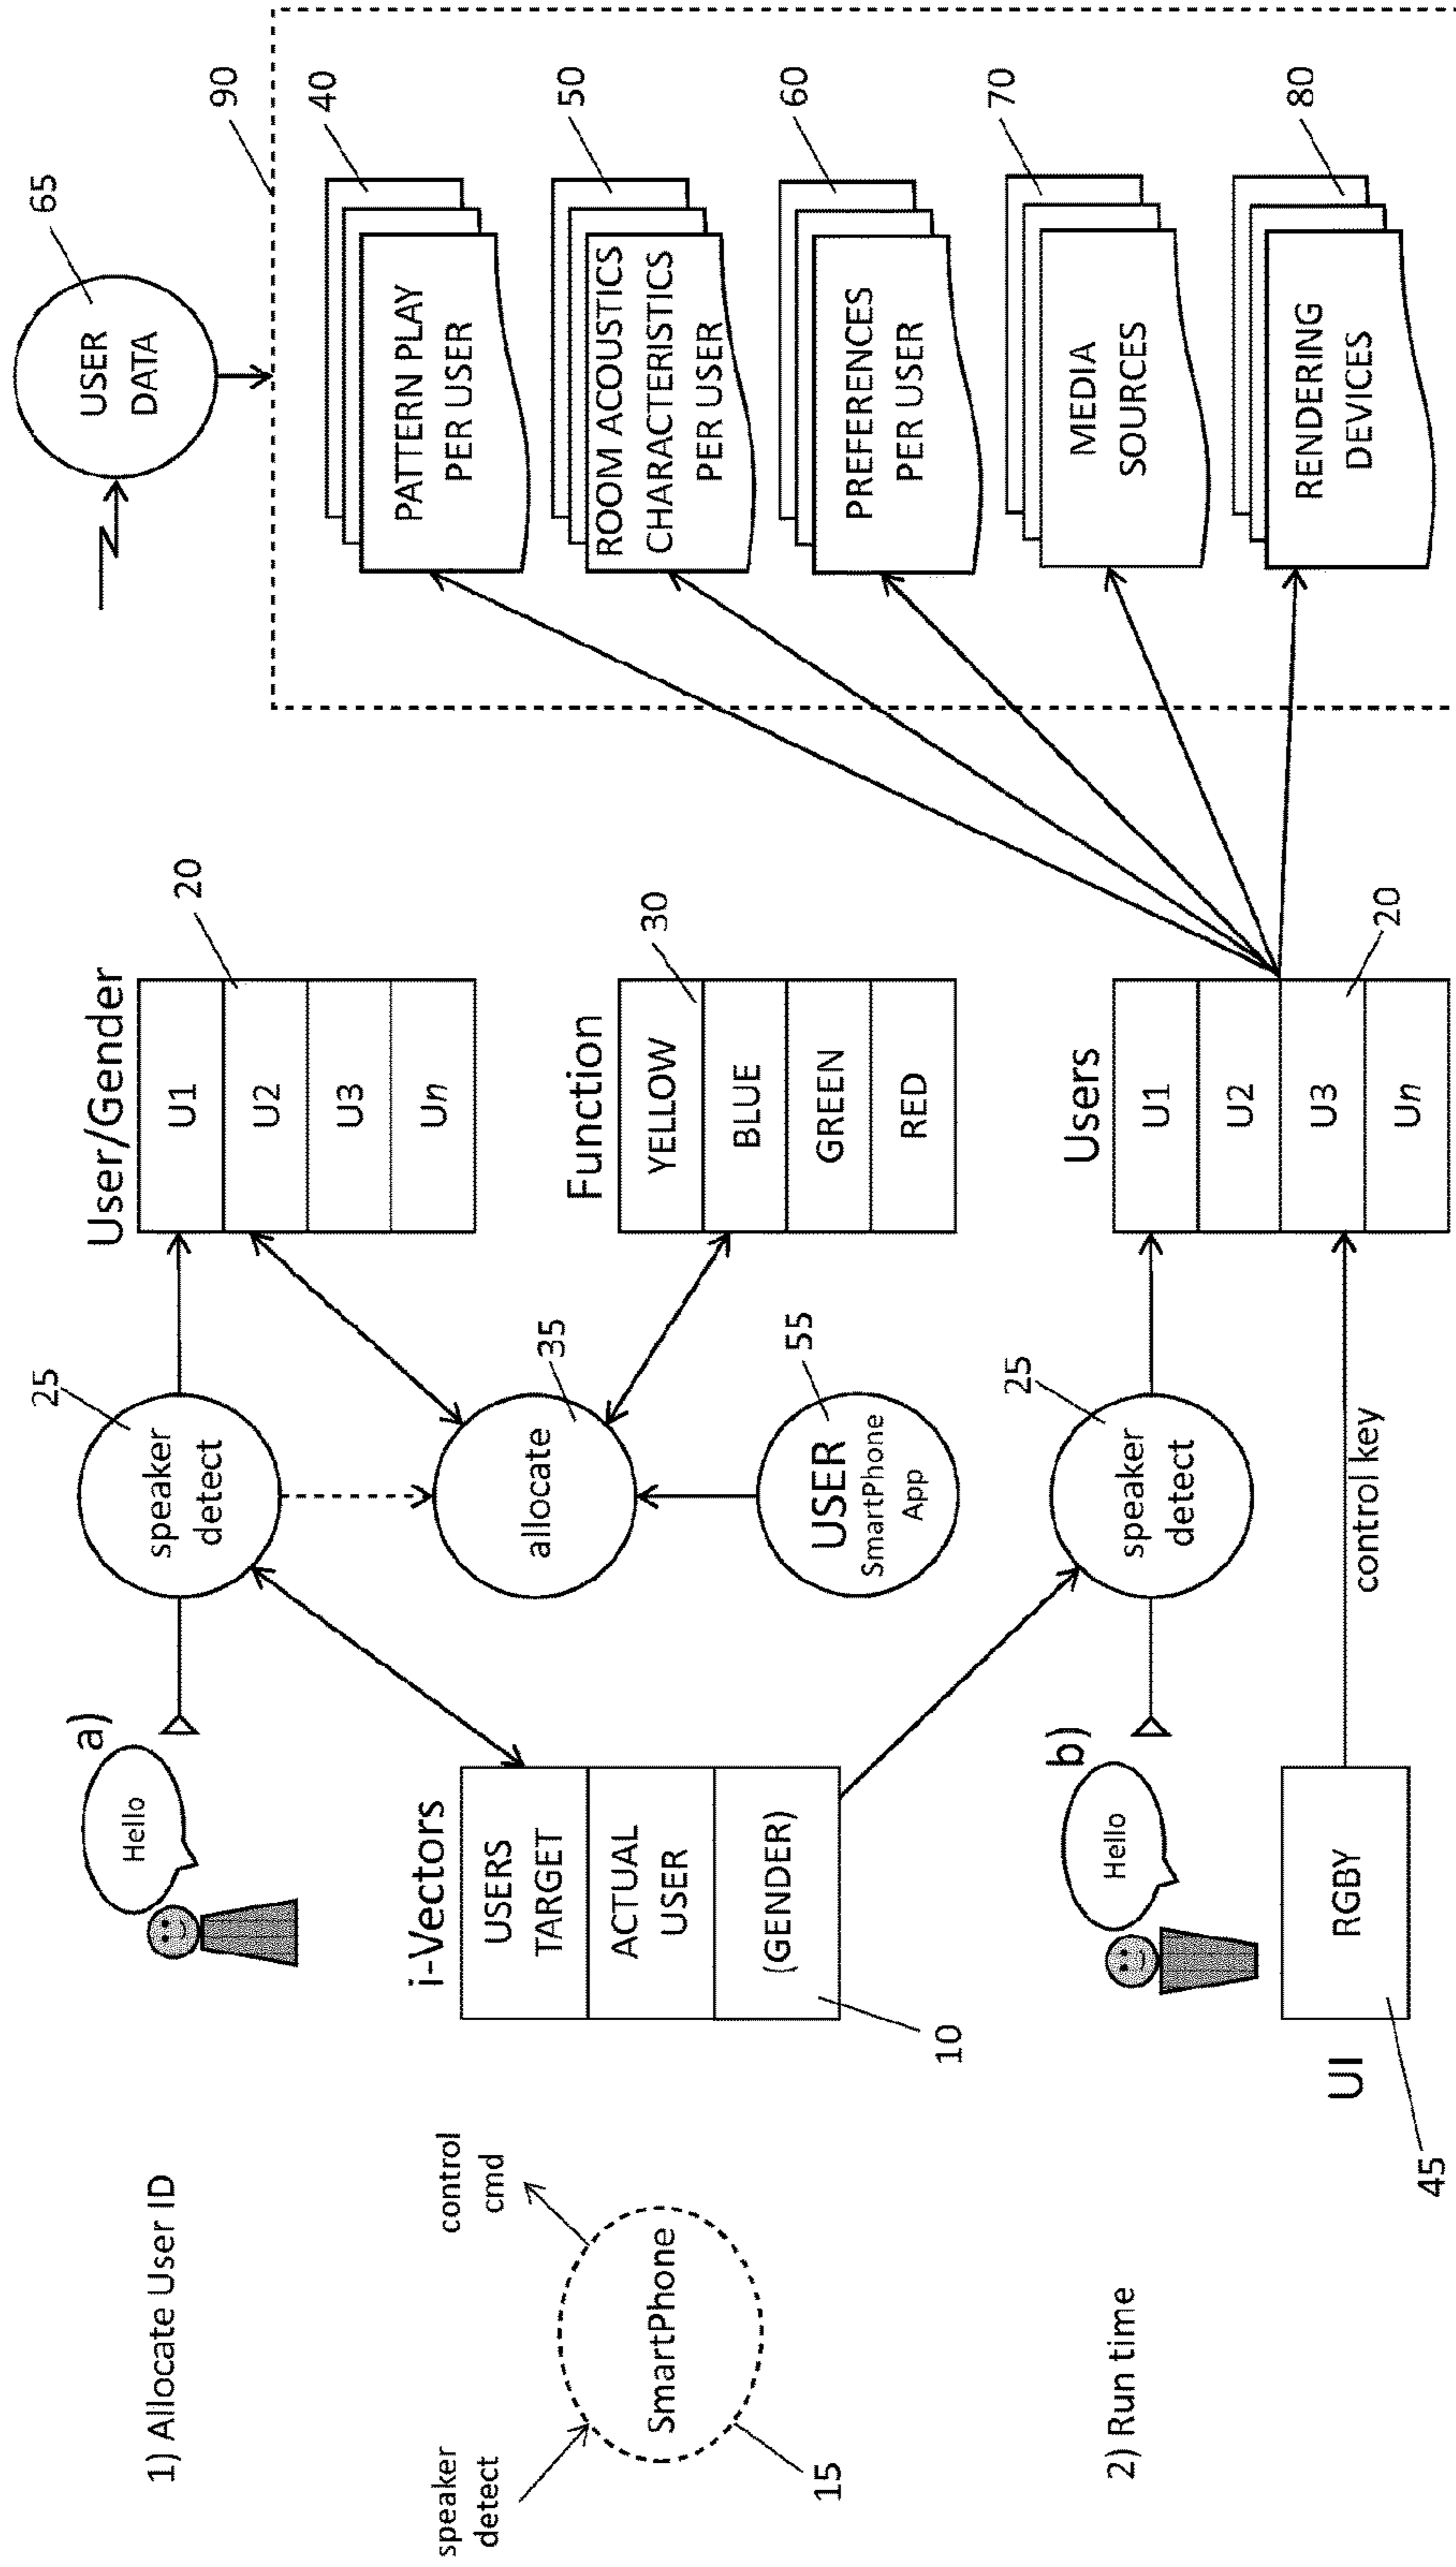 1) Allocate User ID
speaker
detect
control
cmd
SmartPhone
15
2) Run time
Hello
a)
i-Vectors
USERS
TARGET
ACTUAL
USER
(GENDER)
10
Hello
b)
UI
RGBY
45
control key
speaker
detect
25
allocate
35
USER
SmartPhone
App
55
speaker
detect
25
User/Gender
U1
U2
U3
Un
20
Function
YELLOW
BLUE
GREEN
RED
30
Users
U1
U2
U3
Un
20
USER
DATA
65
90
PATTERN PLAY
PER USER
40
ROOM ACOUSTICS
CHARACTERISTICS
PER USER
50
PREFERENCES
PER USER
60
MEDIA
SOURCES
70
RENDERING
DEVICES
80